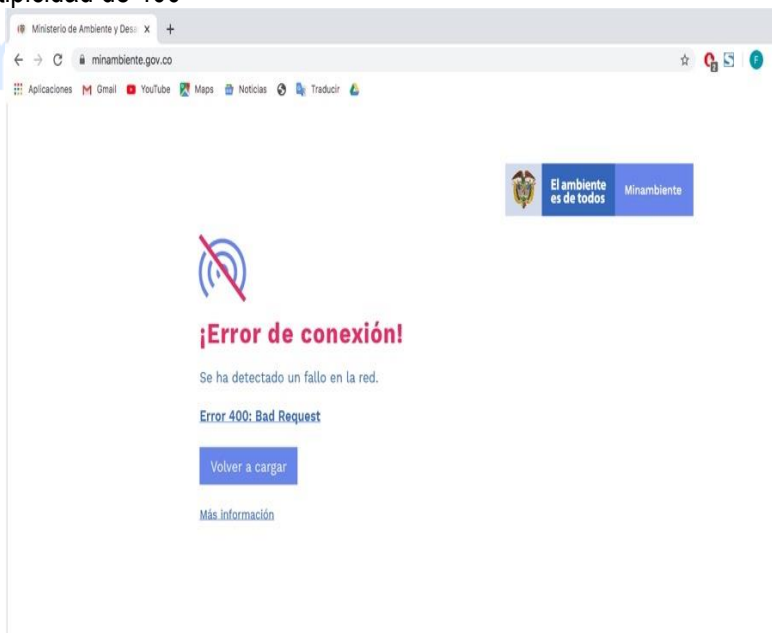 Ministerio de Ambiente y Desa
minambiente.gov.co
Aplicaciones Gmail YouTube Maps Noticias Traducir
El ambiente
es de todos
Minambiente
¡Error de conexión!
Se ha detectado un fallo en la red.
Error 400: Bad Request
Volver a cargar
Más información